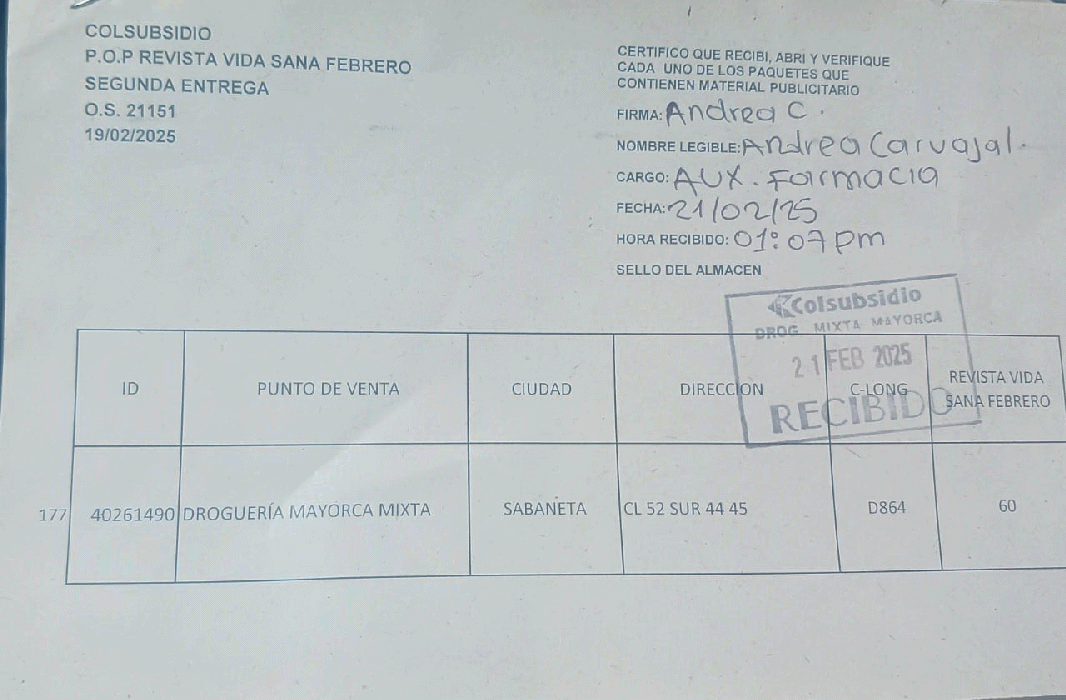 COLSUBSIDIO
P.O.P REVISTA VIDA SANA FEBRERO
SEGUNDA ENTREGA
O.S. 21151
19/02/2025
CERTIFICO QUE RECIBI, ABRI Y VERIFIQUE
CADA UNO DE LOS PAQUETES QUE
CONTIENEN MATERIAL PUBLICITARIO
FIRMA: Andrea C.
NOMBRE LEGIBLE: Andrea Carvajal.
CARGO: AUX. Farmacia
FECHA: 21/02/25
HORA RECIBIDO: 01:07 pm
SELLO DEL ALMACEN
Colsubsidio
DROG. MIXTA MAYORCA
21 FEB 2025
RECIBIDO
ID PUNTO DE VENTA CIUDAD DIRECCION C-LONG REVISTA VIDA
SANA FEBRERO
177 40261490 DROGUERÍA MAYORCA MIXTA SABANETA CL 52 SUR 44 45 D864 60